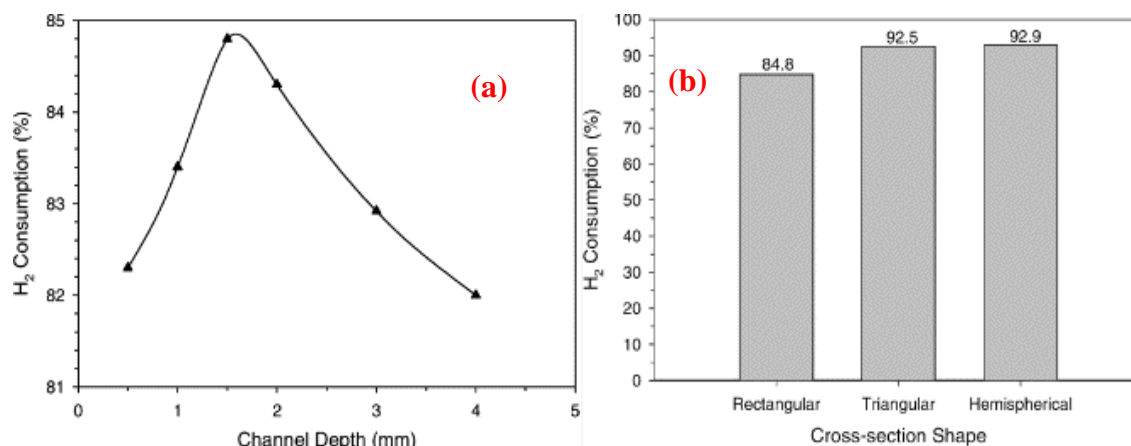 85
84
83
82
81
H2 Consumption (%)
(a)
0 1 2 3 4 5
Channel Depth (mm)
100
90
80
70
60
50
40
30
20
10
0
H2 Consumption (%)
(b)
84.8
92.5
92.9
Rectangular Triangular Hemispherical
Cross-section Shape